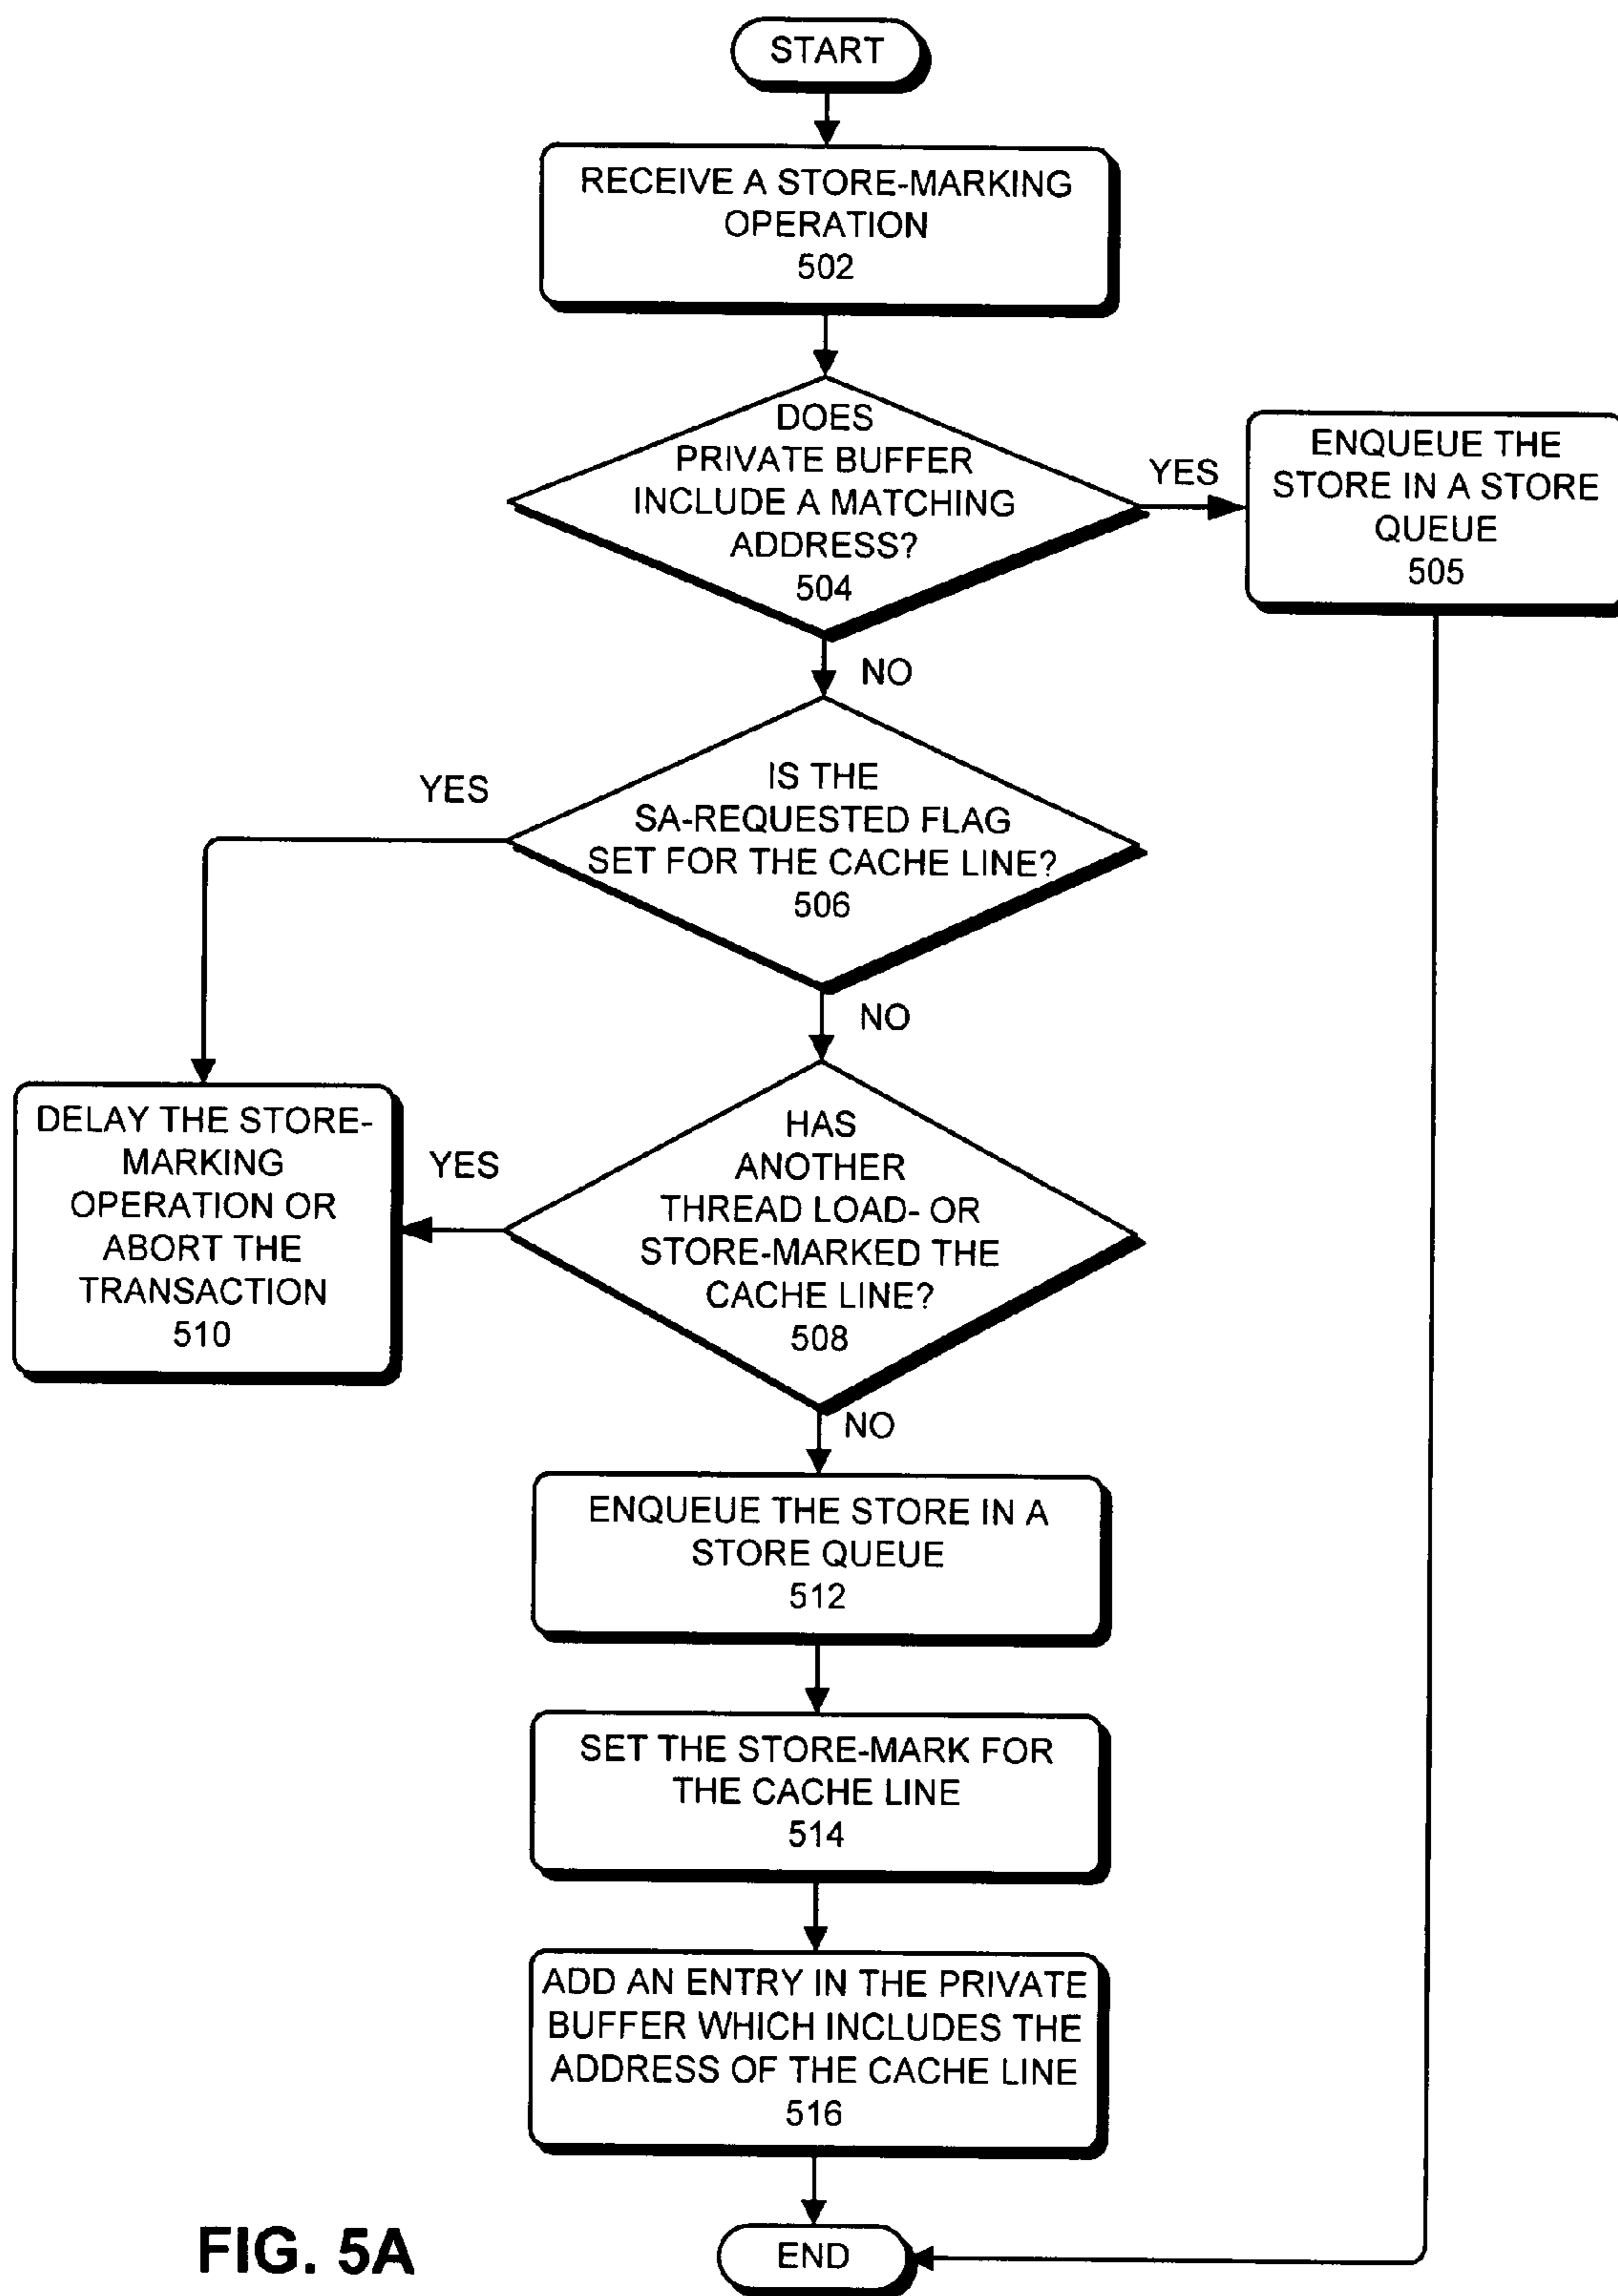 START
RECEIVE A STORE-MARKING
OPERATION
502
DOES
PRIVATE BUFFER
INCLUDE A MATCHING
ADDRESS?
504
YES
ENQUEUE THE
STORE IN A STORE
QUEUE
505
NO
IS THE
SA-REQUESTED FLAG
SET FOR THE CACHE LINE?
506
YES
NO
DELAY THE STORE-
MARKING
OPERATION OR
ABORT THE
TRANSACTION
510
YES
HAS
ANOTHER
THREAD LOAD- OR
STORE-MARKED THE
CACHE LINE?
508
NO
ENQUEUE THE STORE IN A
STORE QUEUE
512
SET THE STORE-MARK FOR
THE CACHE LINE
514
ADD AN ENTRY IN THE PRIVATE
BUFFER WHICH INCLUDES THE
ADDRESS OF THE CACHE LINE
516
END
FIG. 5A